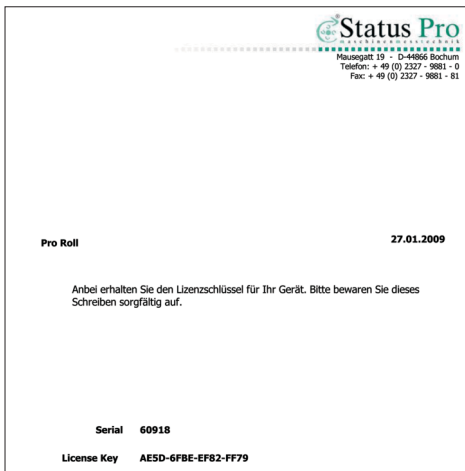 Status Pro
maschinenmesstechnik
Mausegatt 19 - D-44866 Bochum
Telefon: + 49 (0) 2327 - 9881 - 0
Fax: + 49 (0) 2327 - 9881 - 81
Pro Roll 27.01.2009
Anbei erhalten Sie den Lizenzschlüssel für Ihr Gerät. Bitte bewaren Sie dieses
Schreiben sorgfältig auf.
Serial 60918
License Key AE5D-6FBE-EF82-FF79